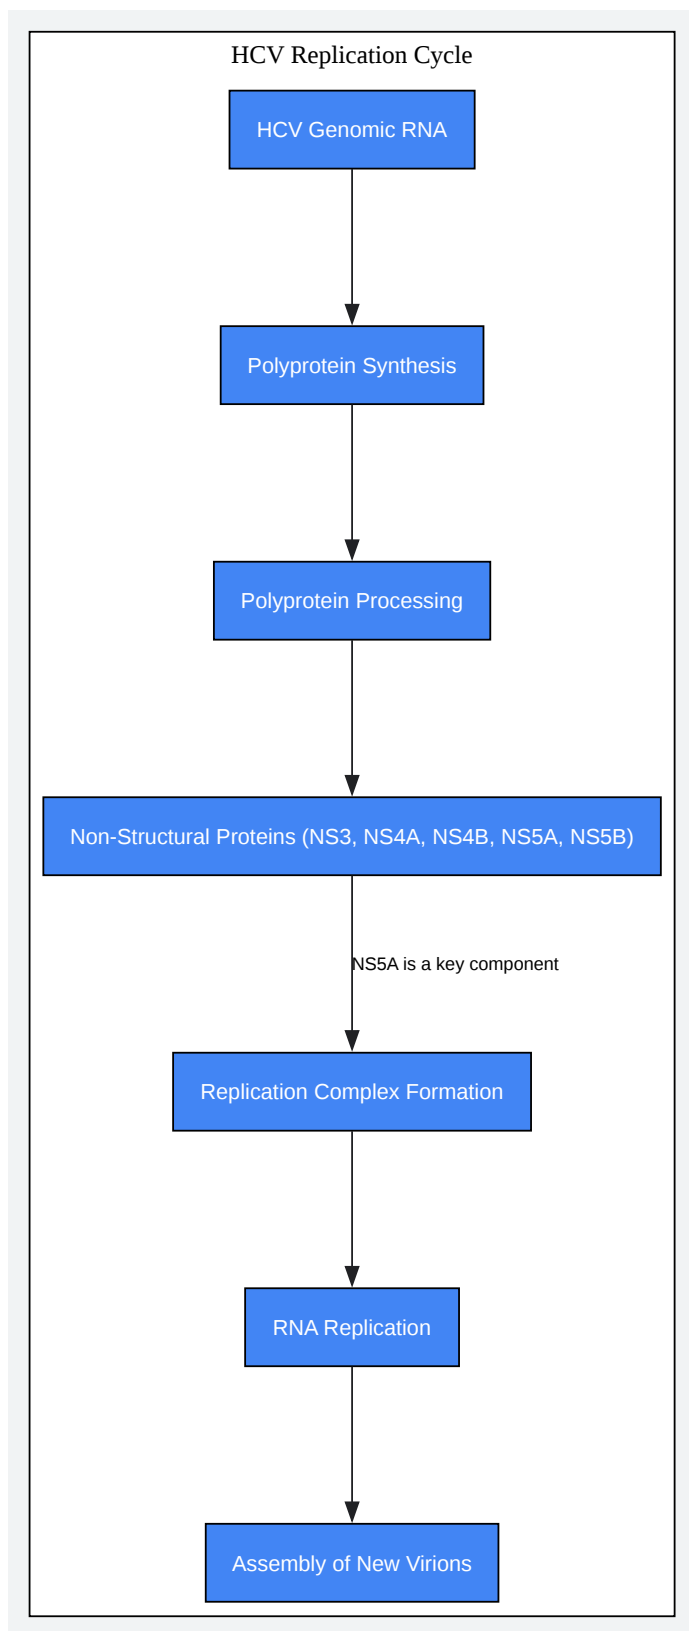 HCV Replication Cycle
HCV Genomic RNA
Polyprotein Synthesis
Polyprotein Processing
Non-Structural Proteins (NS3, NS4A, NS4B, NS5A, NS5B)
NS5A is a key component
Replication Complex Formation
RNA Replication
Assembly of New Virions